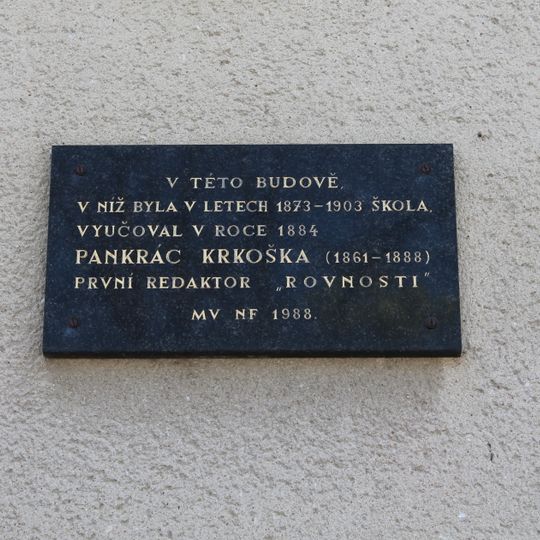 V TÉTO BUDOVĚ,
V NÍŽ BYLA V LETECH 1873–1903 ŠKOLA,
VYUČOVAL V ROCE 1884
PANKRÁC KRKOŠKA (1861–1888)
PRVNÍ REDAKTOR „ROVNOSTI"
MV NF 1988.